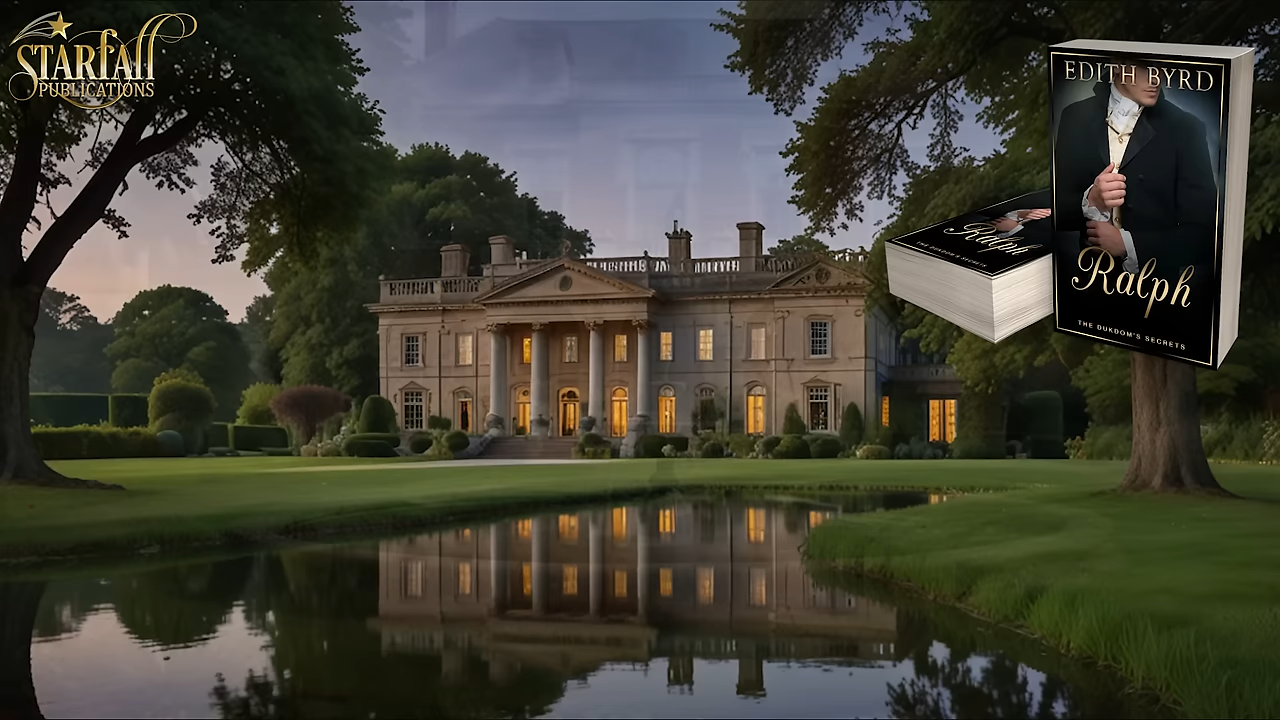 STARfall
PUBLICATIONS
EDITH BYRD
Ralph
THE DUKDOM'S SECRETS
Ralph
THE DUKDOM'S SECRETS